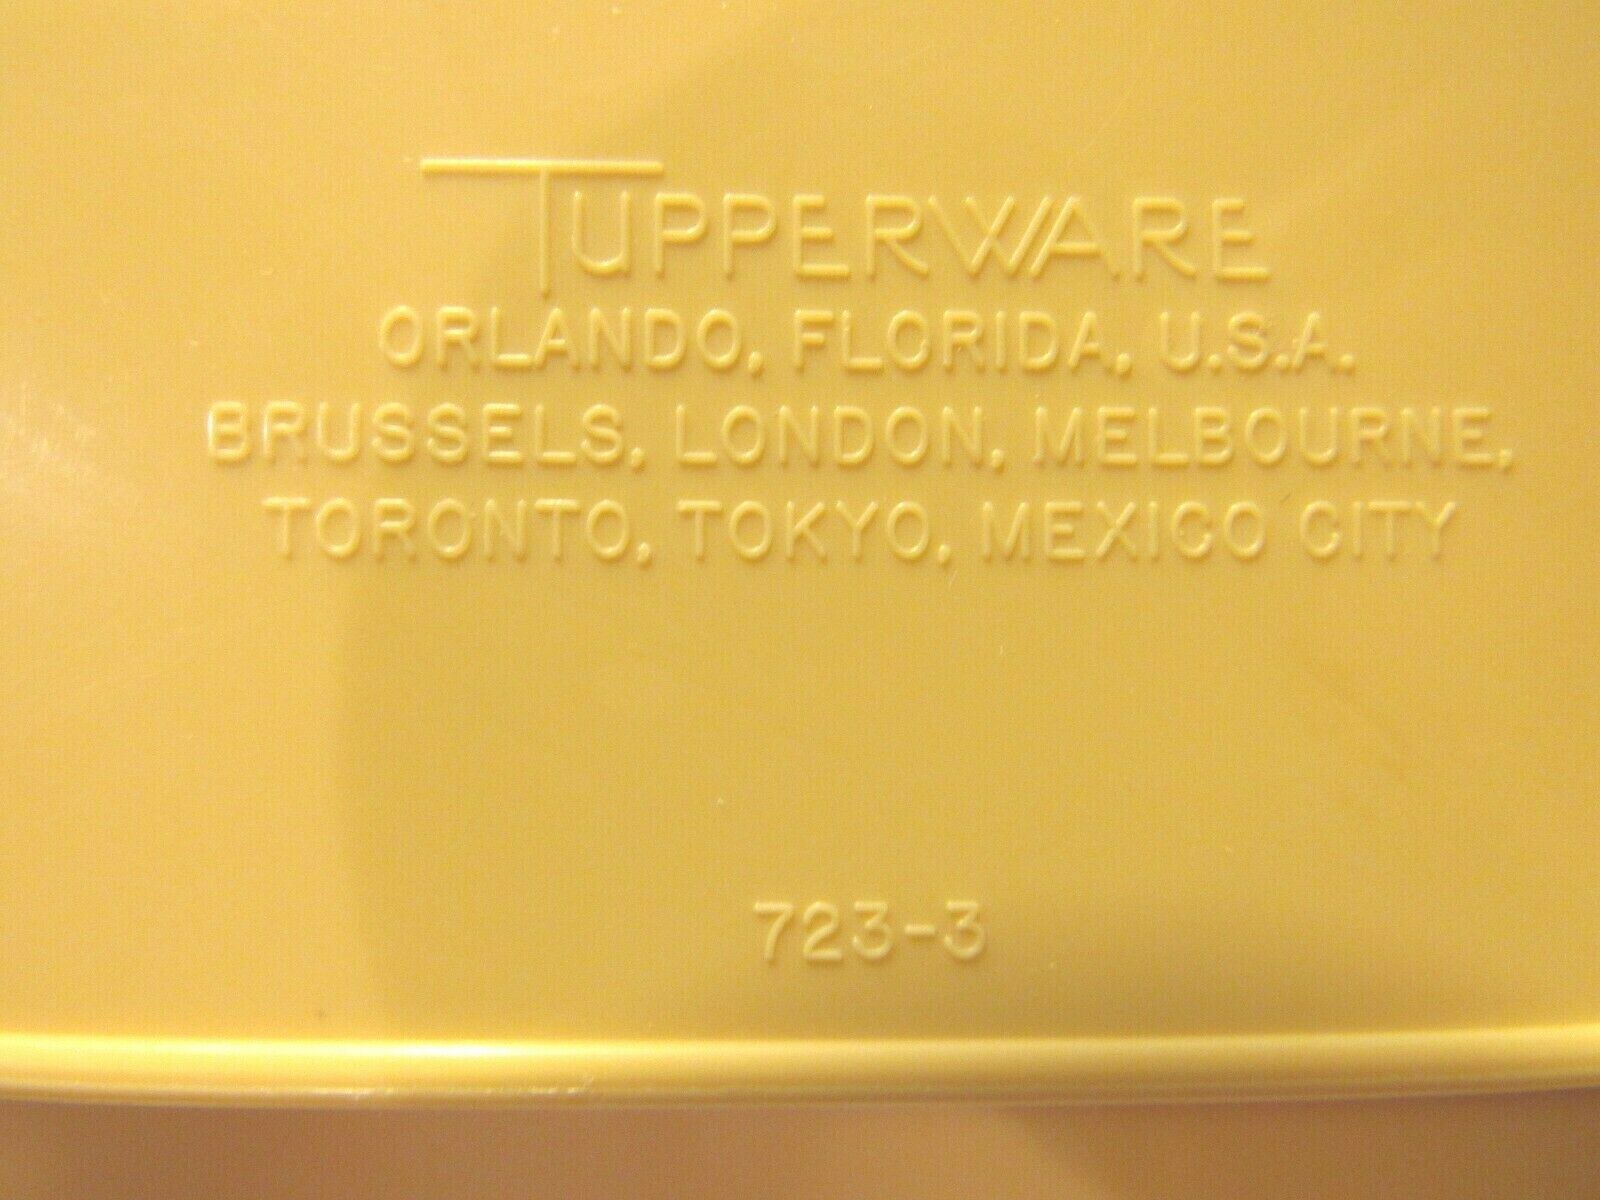 TUPPERWARE
ORLANDO, FLORIDA, U.S.A.
BRUSSELS, LONDON, MELBOURNE,
TORONTO, TOKYO, MEXICO CITY
723-3